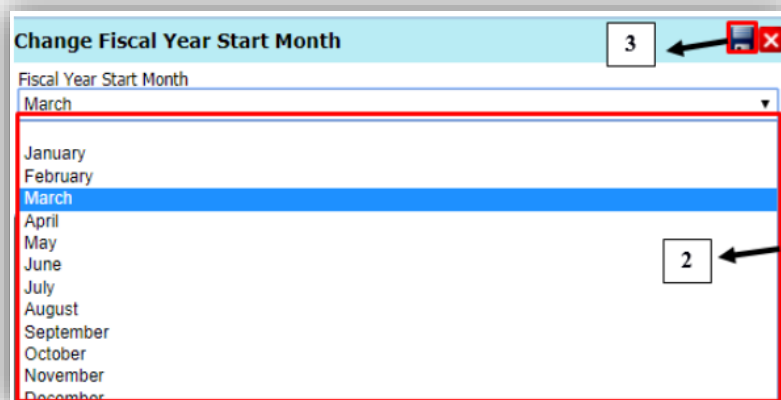 Change Fiscal Year Start Month
3
Fiscal Year Start Month
March
January
February
March
April
May
2
June
July
August
September
October
November
December